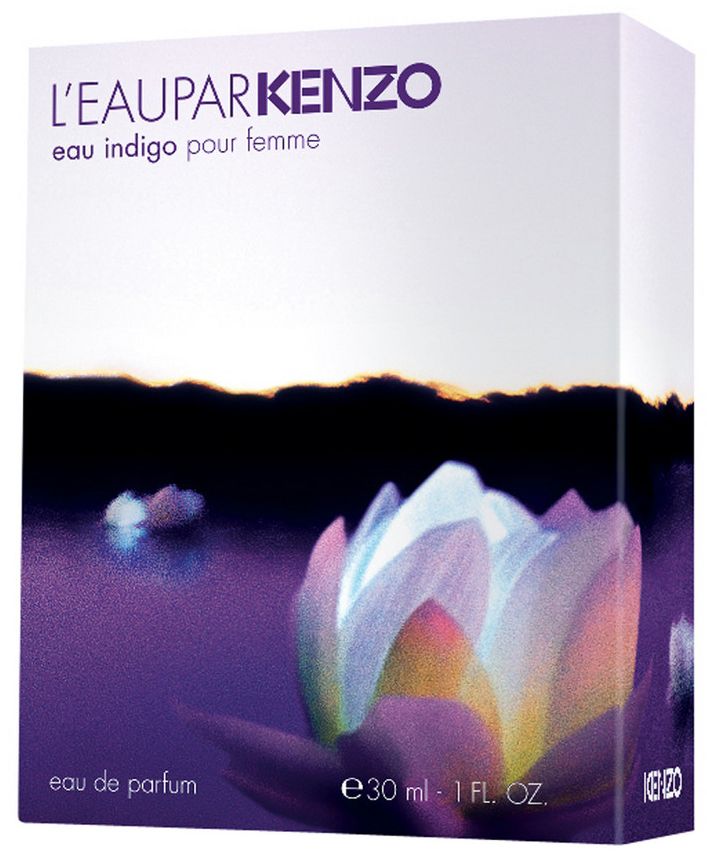 L'EAUPARKENZO
eau indigo pour femme
eau de parfum
℮30 ml - 1 FL. OZ.
KENZO